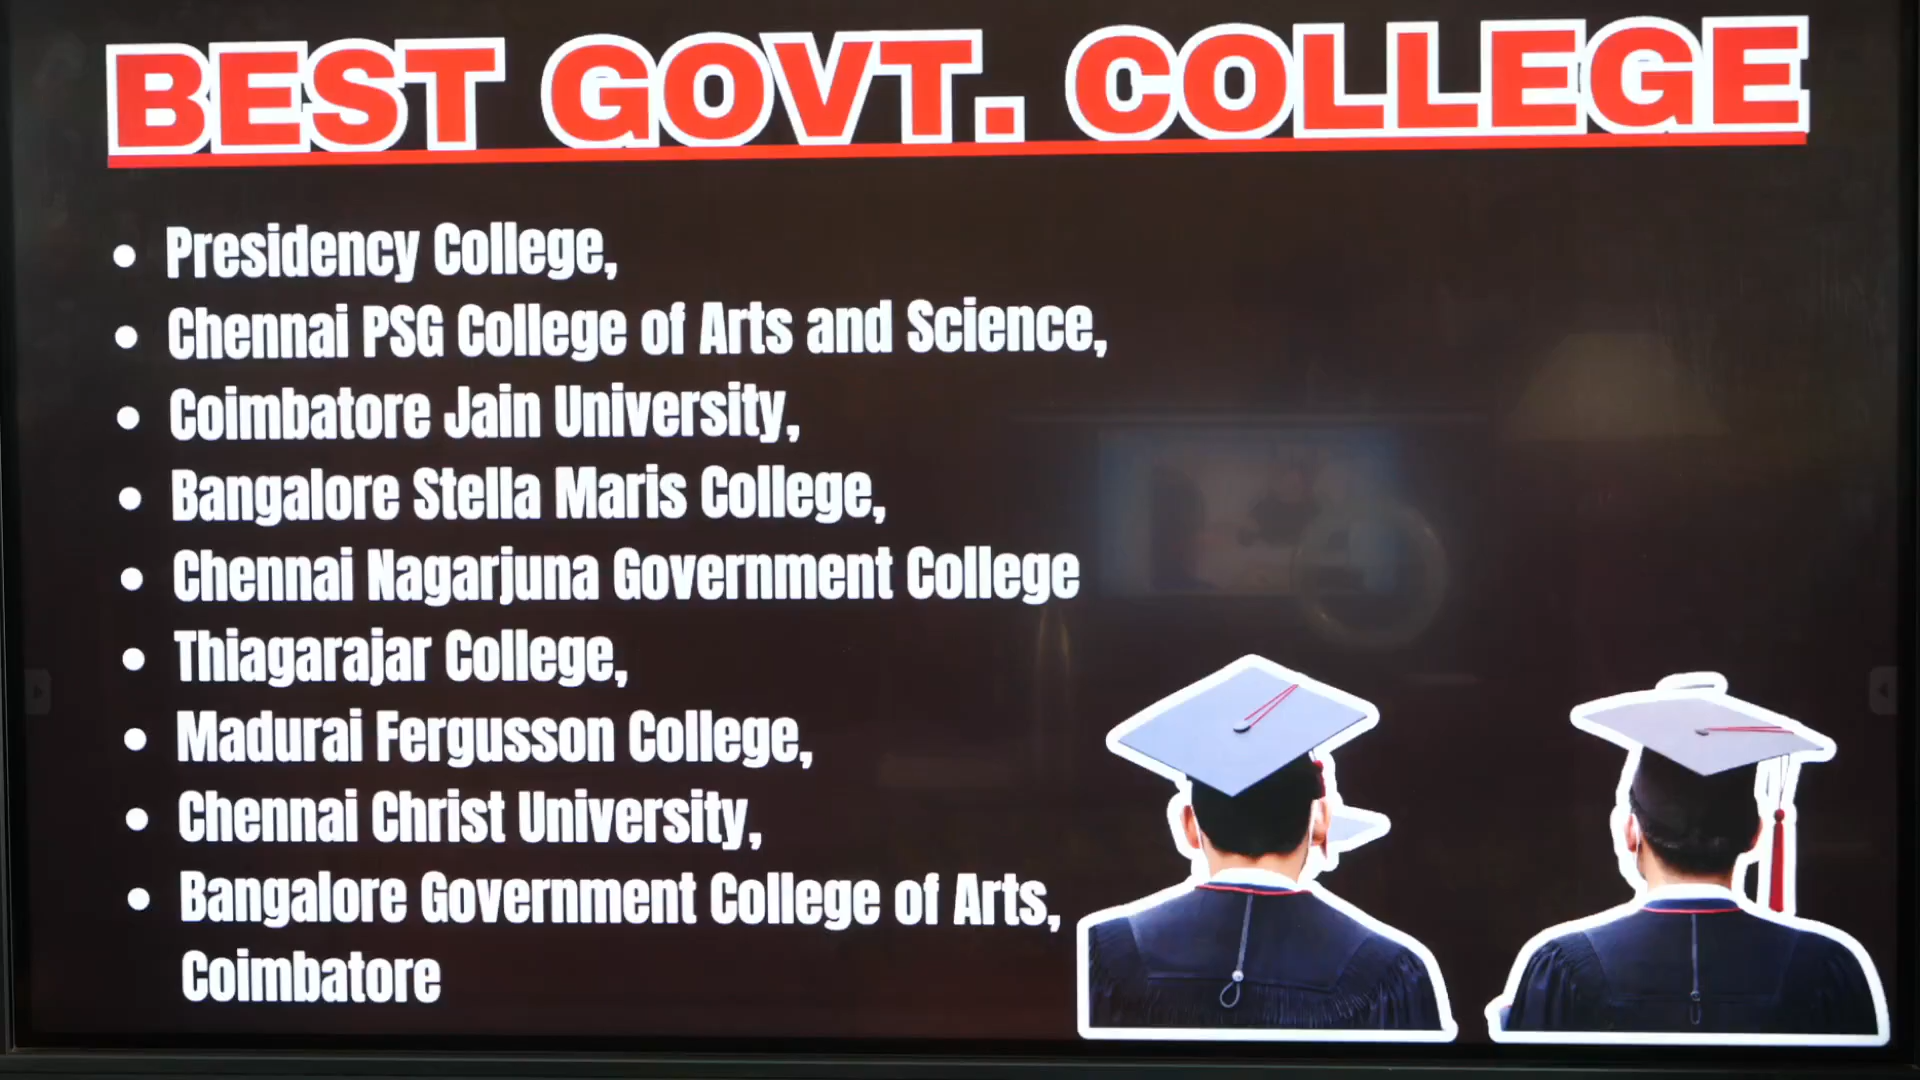 BEST GOVT. COLLEGE
• Presidency College,
• Chennai PSG College of Arts and Science,
• Coimbatore Jain University,
• Bangalore Stella Maris College,
• Chennai Nagarjuna Government College
• Thiagarajar College,
• Madurai Fergusson College,
• Chennai Christ University,
• Bangalore Government College of Arts,
Coimbatore